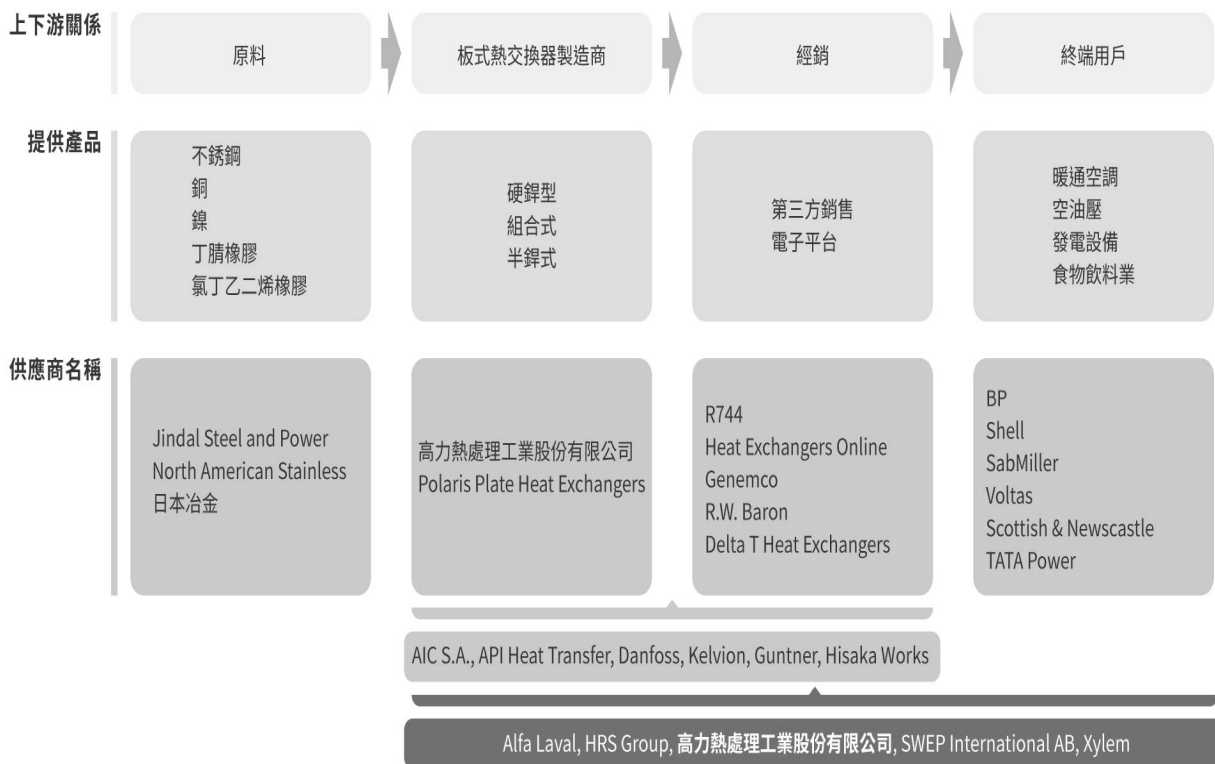 上下游關係
原料
板式熱交換器製造商
經銷
終端用戶
提供產品
不銹鋼
銅
鎳
丁腈橡膠
氯丁乙二烯橡膠
硬銲型
組合式
半銲式
第三方銷售
電子平台
暖通空調
空油壓
發電設備
食物飲料業
供應商名稱
Jindal Steel and Power
North American Stainless
日本冶金
高力熱處理工業股份有限公司
Polaris Plate Heat Exchangers
R744
Heat Exchangers Online
Genemco
R.W. Baron
Delta T Heat Exchangers
BP
Shell
SabMiller
Voltas
Scottish & Newscastle
TATA Power
AIC S.A., API Heat Transfer, Danfoss, Kelvion, Guntner, Hisaka Works
Alfa Laval, HRS Group, 高力熱處理工業股份有限公司, SWEP International AB, Xylem